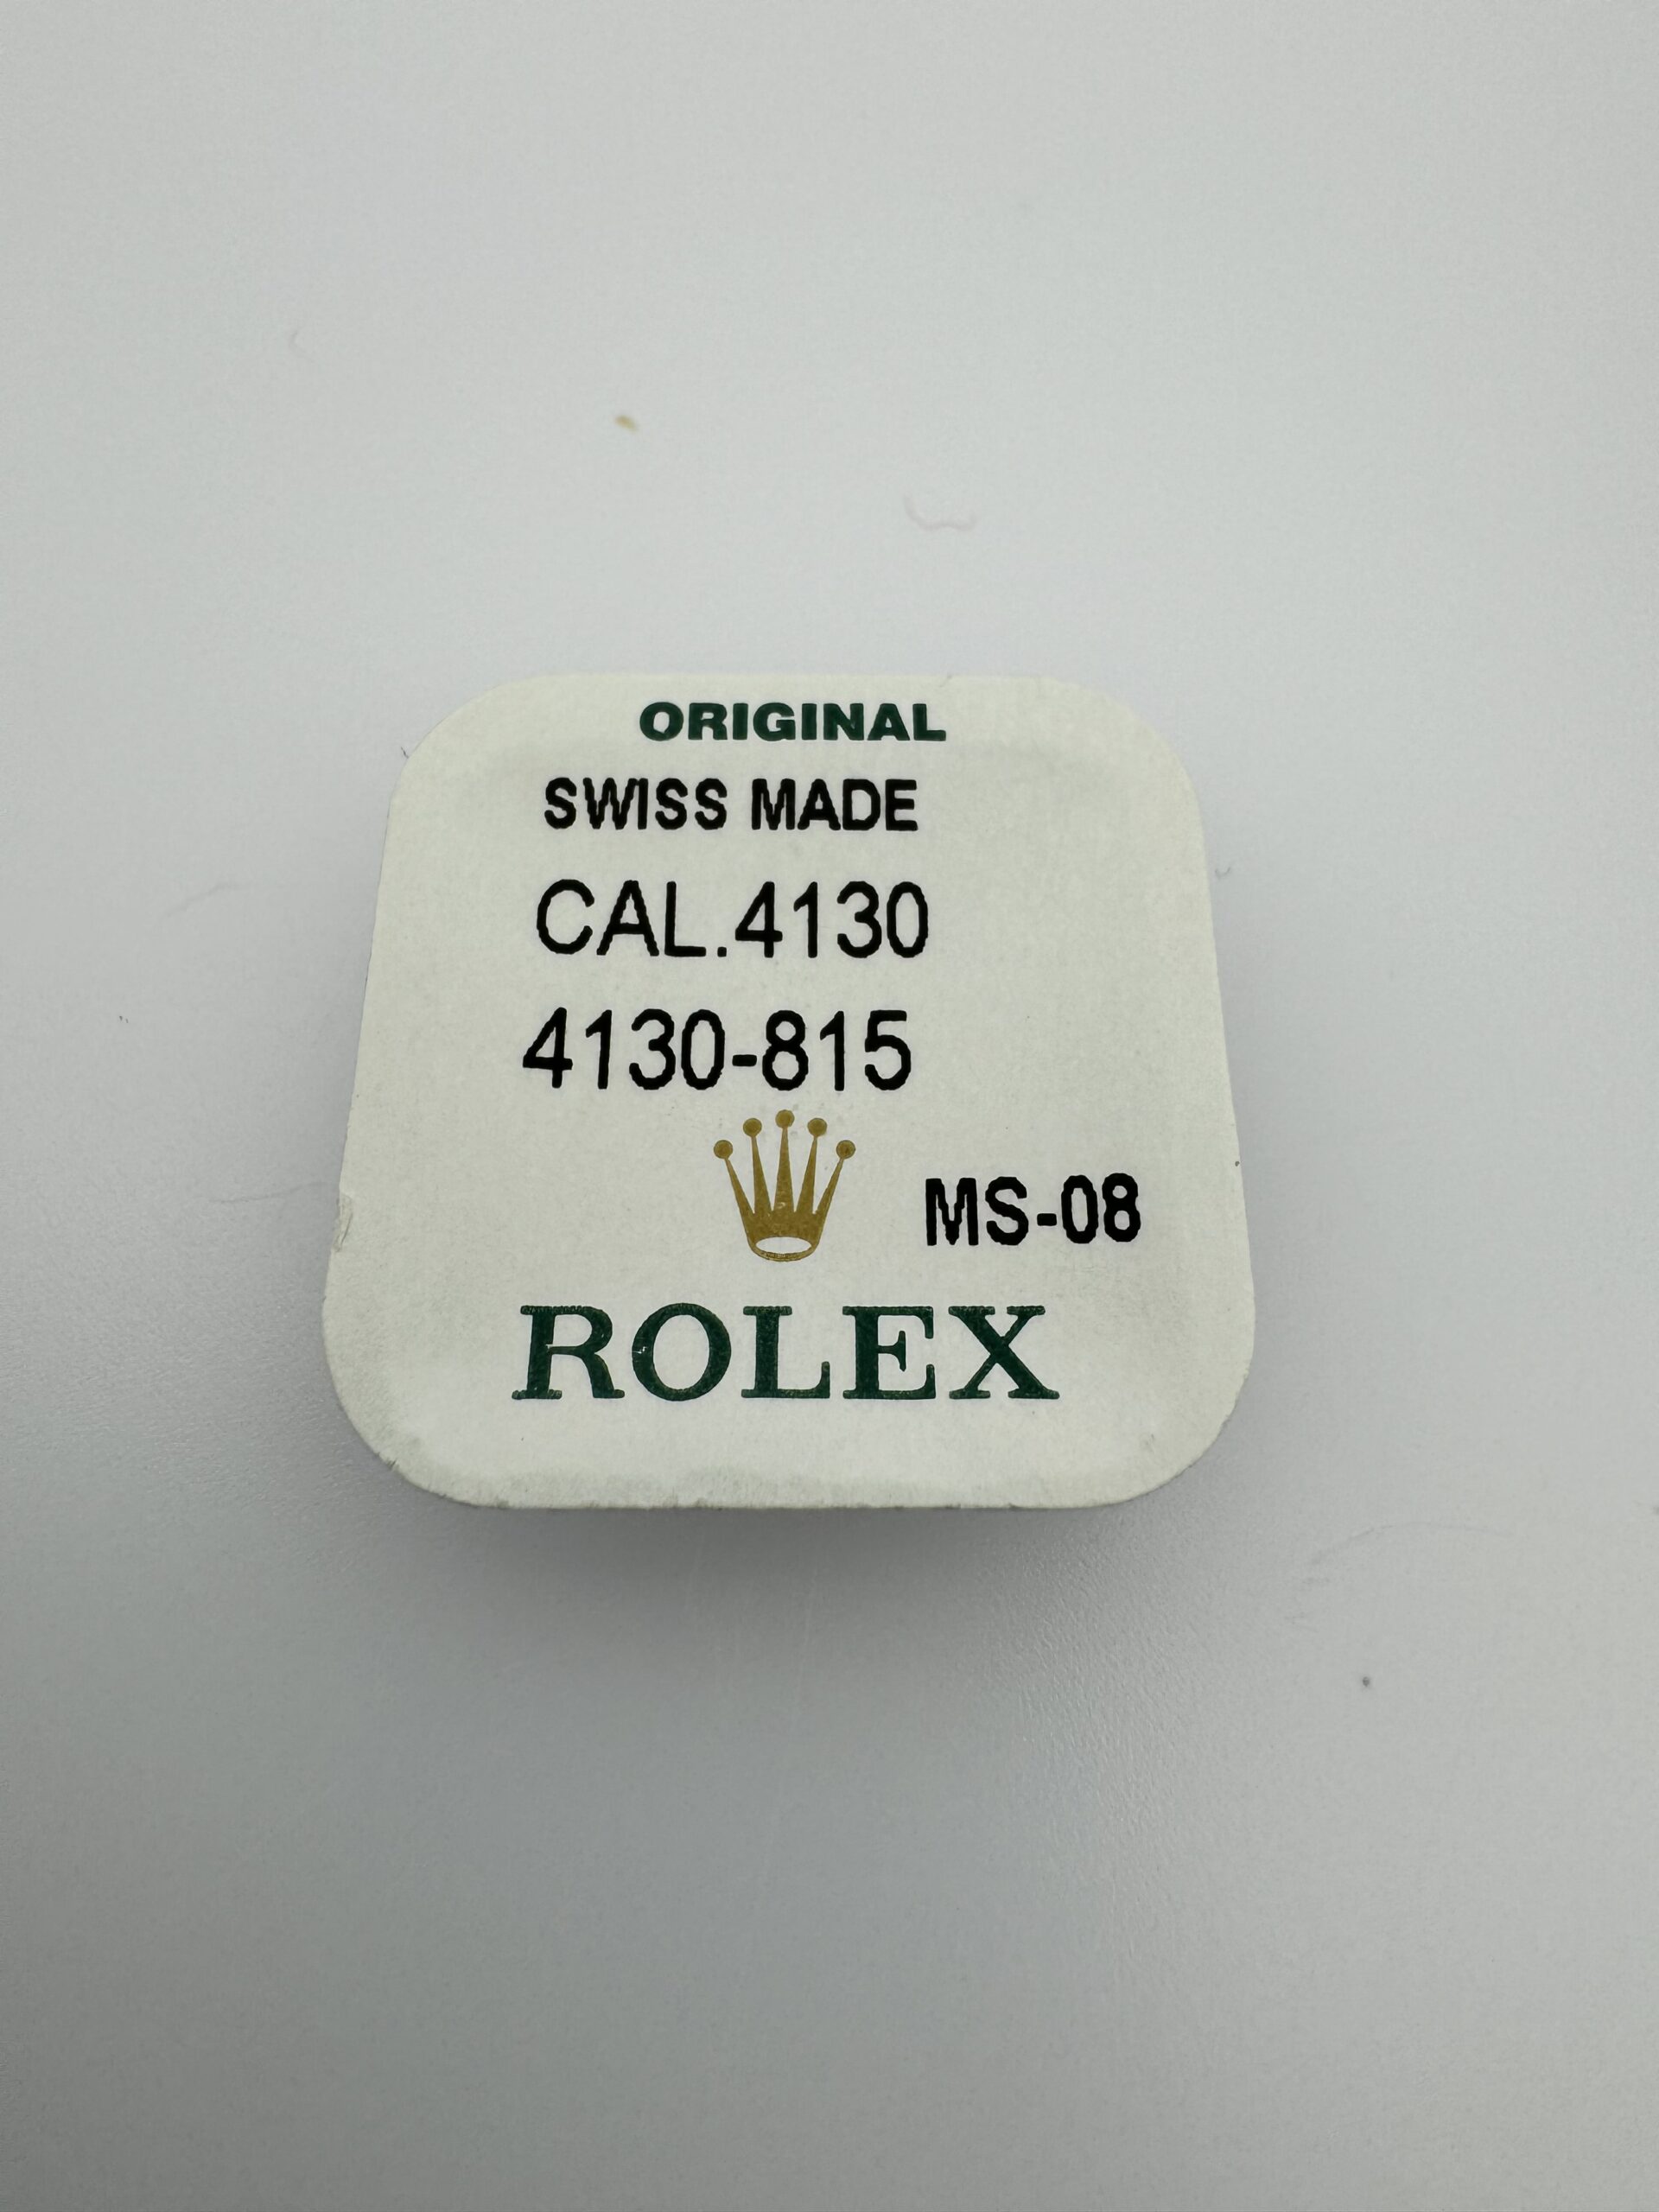 ORIGINAL
SWISS MADE
CAL.4130
4130-815
MS-08
ROLEX